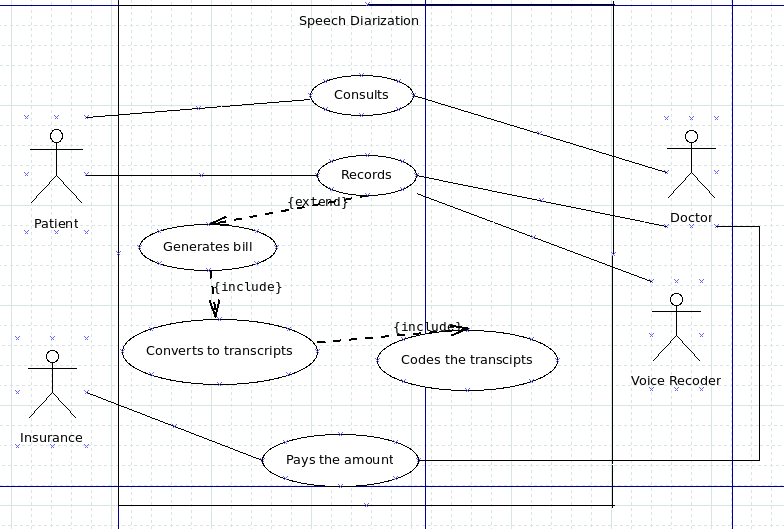 Speech Diarization
Consults
Records
{extend}
Patient
Doctor
Generates bill
{include}
{include}
Converts to transcripts
Codes the transcipts
Voice Recoder
Insurance
Pays the amount